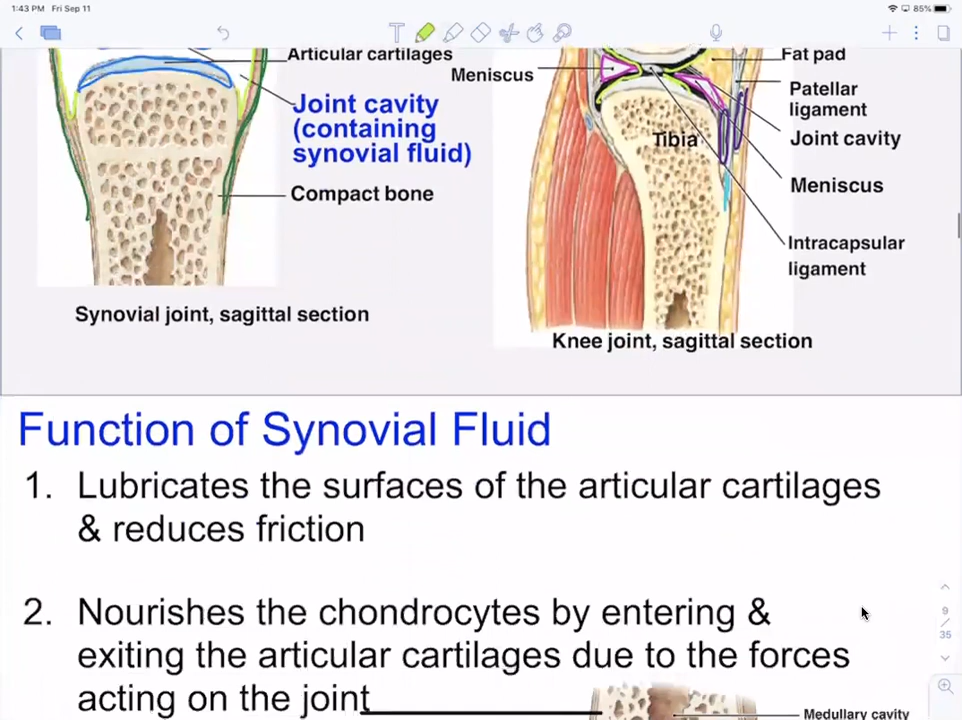 1:43 PM Fri Sep 11
85%
T
Articular cartilages
Joint cavity
(containing
synovial fluid)
Compact bone
Synovial joint, sagittal section
Meniscus
Fat pad
Patellar
ligament
Joint cavity
Tibia
Meniscus
Intracapsular
ligament
Knee joint, sagittal section
Function of Synovial Fluid
1. Lubricates the surfaces of the articular cartilages
& reduces friction
2. Nourishes the chondrocytes by entering &
exiting the articular cartilages due to the forces
acting on the joint
Medullary cavity
9
/
35